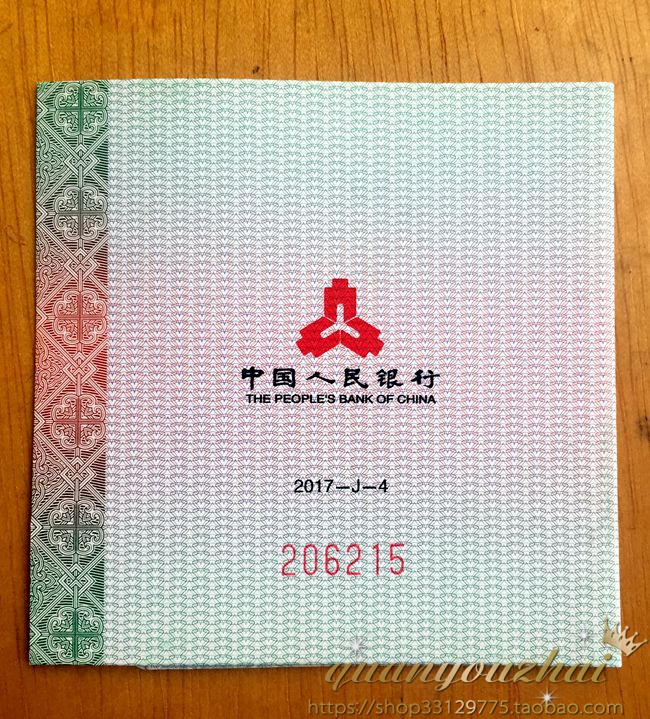 中国人民银行
THE PEOPLE'S BANK OF CHINA
2017—J—4
206215
quanyouzhai
https://shop33129775.taobao.com